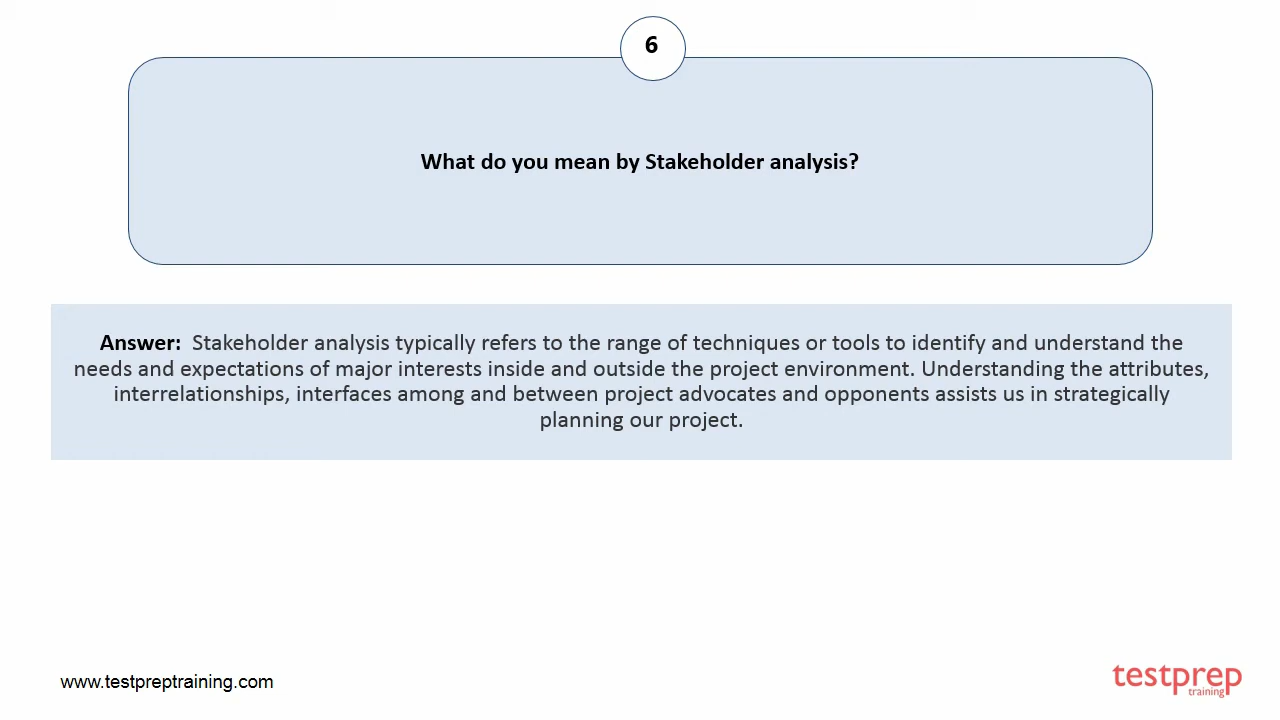 6
What do you mean by Stakeholder analysis?
Answer:  Stakeholder analysis typically refers to the range of techniques or tools to identify and understand the
needs and expectations of major interests inside and outside the project environment. Understanding the attributes,
interrelationships, interfaces among and between project advocates and opponents assists us in strategically
planning our project.
www.testpreptraining.com
testprep
training